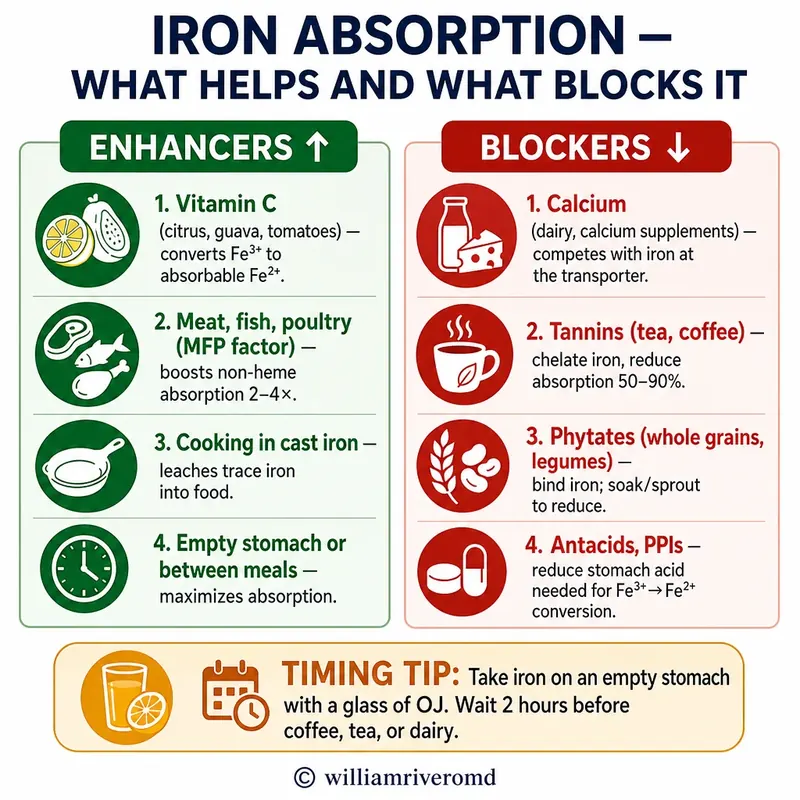 IRON ABSORPTION —
WHAT HELPS AND WHAT BLOCKS IT
ENHANCERS ↑
1. Vitamin C
(citrus, guava, tomatoes) —
converts Fe³⁺ to
absorbable Fe²⁺.
2. Meat, fish, poultry
(MFP factor) —
boosts non-heme
absorption 2–4×.
3. Cooking in cast iron —
leaches trace iron
into food.
4. Empty stomach or
between meals —
maximizes absorption.
BLOCKERS ↓
1. Calcium
(dairy, calcium supplements) —
competes with iron at
the transporter.
2. Tannins (tea, coffee) —
chelate iron, reduce
absorption 50–90%.
3. Phytates (whole grains,
legumes) —
bind iron; soak/sprout
to reduce.
4. Antacids, PPIs —
reduce stomach acid
needed for Fe³⁺→Fe²⁺
conversion.
TIMING TIP: Take iron on an empty stomach
with a glass of OJ. Wait 2 hours before
coffee, tea, or dairy.
© williamriveromd